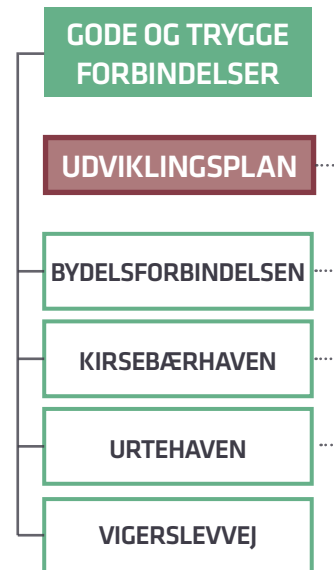 GODE OG TRYGGE
FORBINDELSER
UDVIKLINGSPLAN
BYDELSFORBINDELSEN
KIRSEBÆRHAVEN
URTEHAVEN
VIGERSLEVVEJ